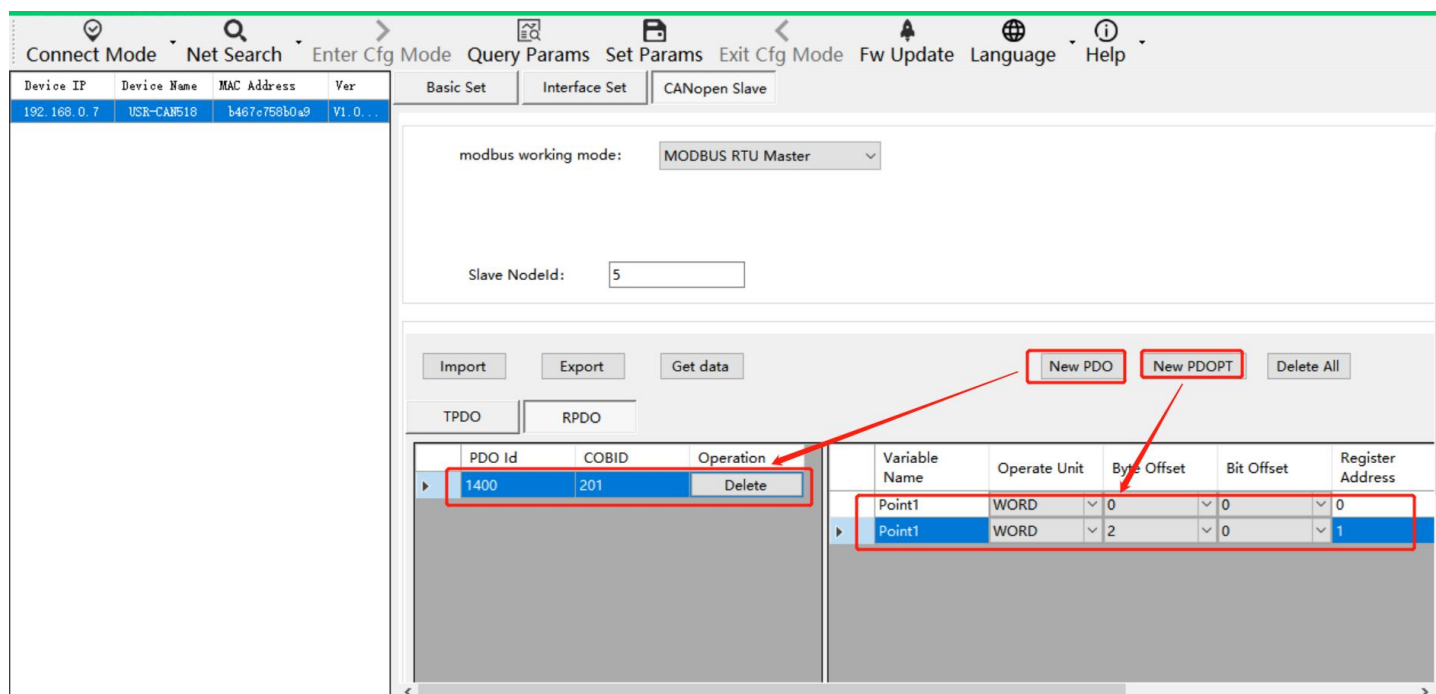 Connect Mode Net Search Enter Cfg Mode Query Params Set Params Exit Cfg Mode Fw Update Language Help
Device IP Device Name MAC Address Ver
192.168.0.7 USR-CAN518 b467c758b0a9 V1.0...
Basic Set Interface Set CANopen Slave
modbus working mode: MODBUS RTU Master
Slave NodeId: 5
Import Export Get data New PDO New PDOPT Delete All
TPDO RPDO
PDO Id COBID Operation
1400 201 Delete
Variable Name Operate Unit Byte Offset Bit Offset Register Address
Point1 WORD 0 0 0
Point1 WORD 2 0 1